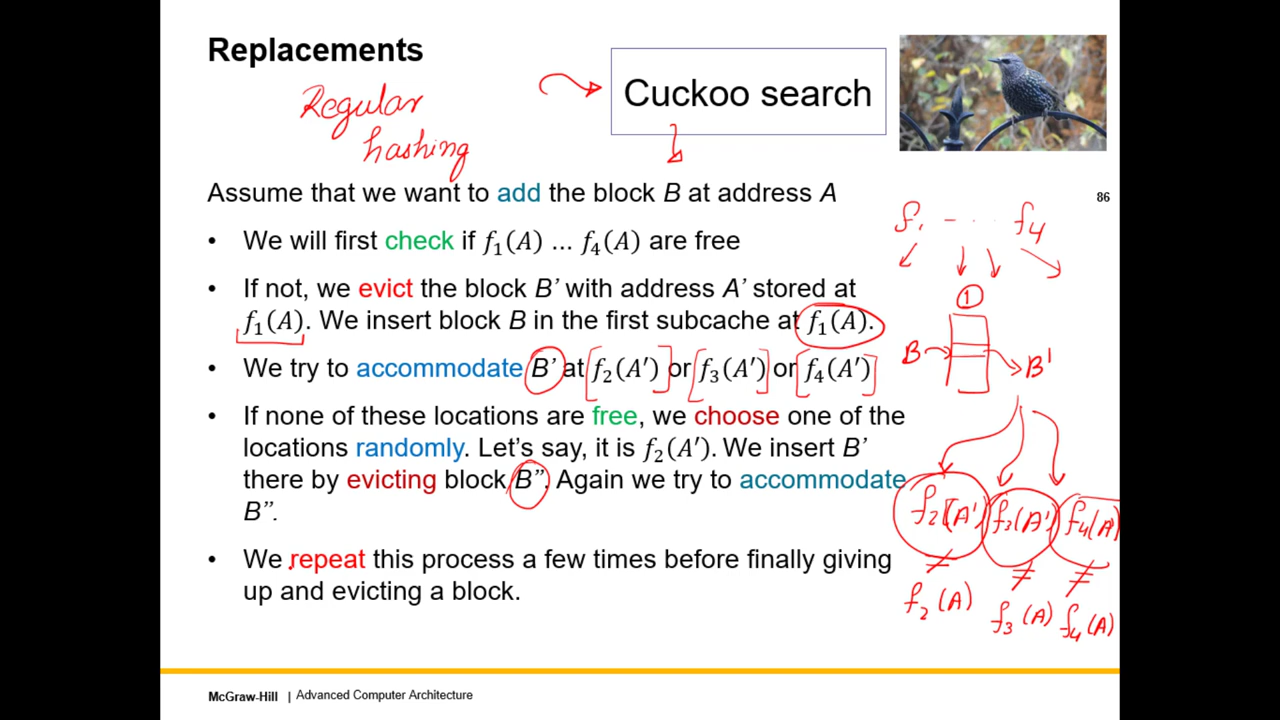 Replacements
Regular
hashing
Cuckoo search
Assume that we want to add the block B at address A
86
• We will first check if f₁(A) ... f₄(A) are free
• If not, we evict the block B' with address A' stored at
f₁(A). We insert block B in the first subcache at f₁(A).
• We try to accommodate B' at f₂(A') or f₃(A') or f₄(A')
• If none of these locations are free, we choose one of the
locations randomly. Let's say, it is f₂(A'). We insert B'
there by evicting block B”. Again we try to accommodate
B”.
• We repeat this process a few times before finally giving
up and evicting a block.
f₁ - - - f₄
1
B B'
f₂(A') f₃(A') f₄(A')
≠ ≠ ≠
f₂(A) f₃(A) f₄(A)
McGraw-Hill | Advanced Computer Architecture